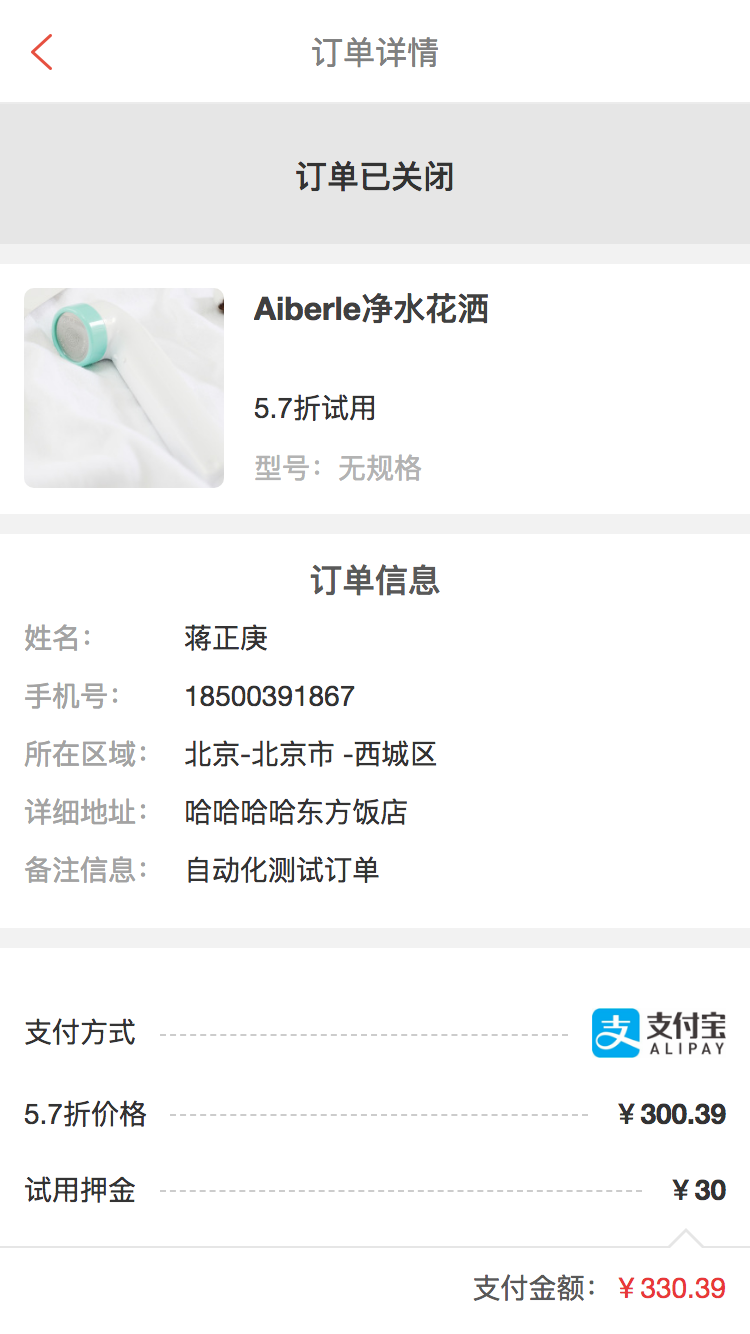 订单详情
订单已关闭
Aiberle净水花洒
5.7折试用
型号：无规格
订单信息
姓名：蒋正庚
手机号：18500391867
所在区域：北京-北京市 -西城区
详细地址：哈哈哈哈东方饭店
备注信息：自动化测试订单
支付方式 支付宝
ALIPAY
5.7折价格 ¥300.39
试用押金 ¥30
支付金额：¥330.39